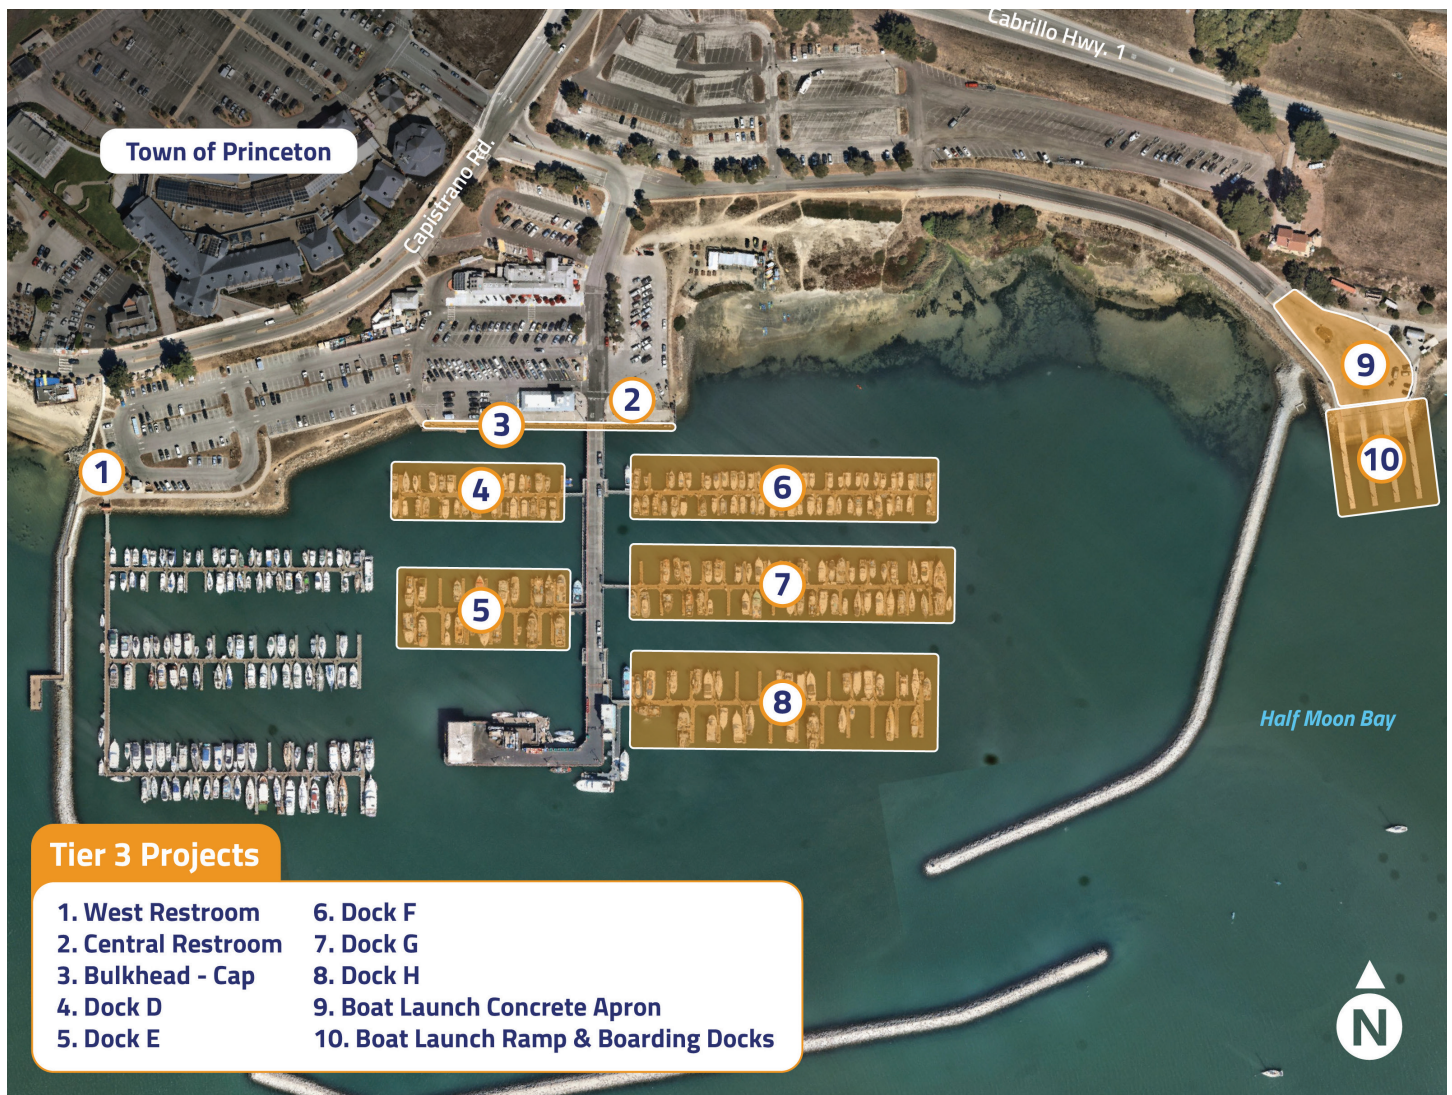 Cabrillo Hwy. 1
Town of Princeton
Capistrano Rd.
2
3
9
1
4
6
10
5
7
8
Half Moon Bay
Tier 3 Projects
1. West Restroom
2. Central Restroom
3. Bulkhead - Cap
4. Dock D
5. Dock E
6. Dock F
7. Dock G
8. Dock H
9. Boat Launch Concrete Apron
10. Boat Launch Ramp & Boarding Docks
N